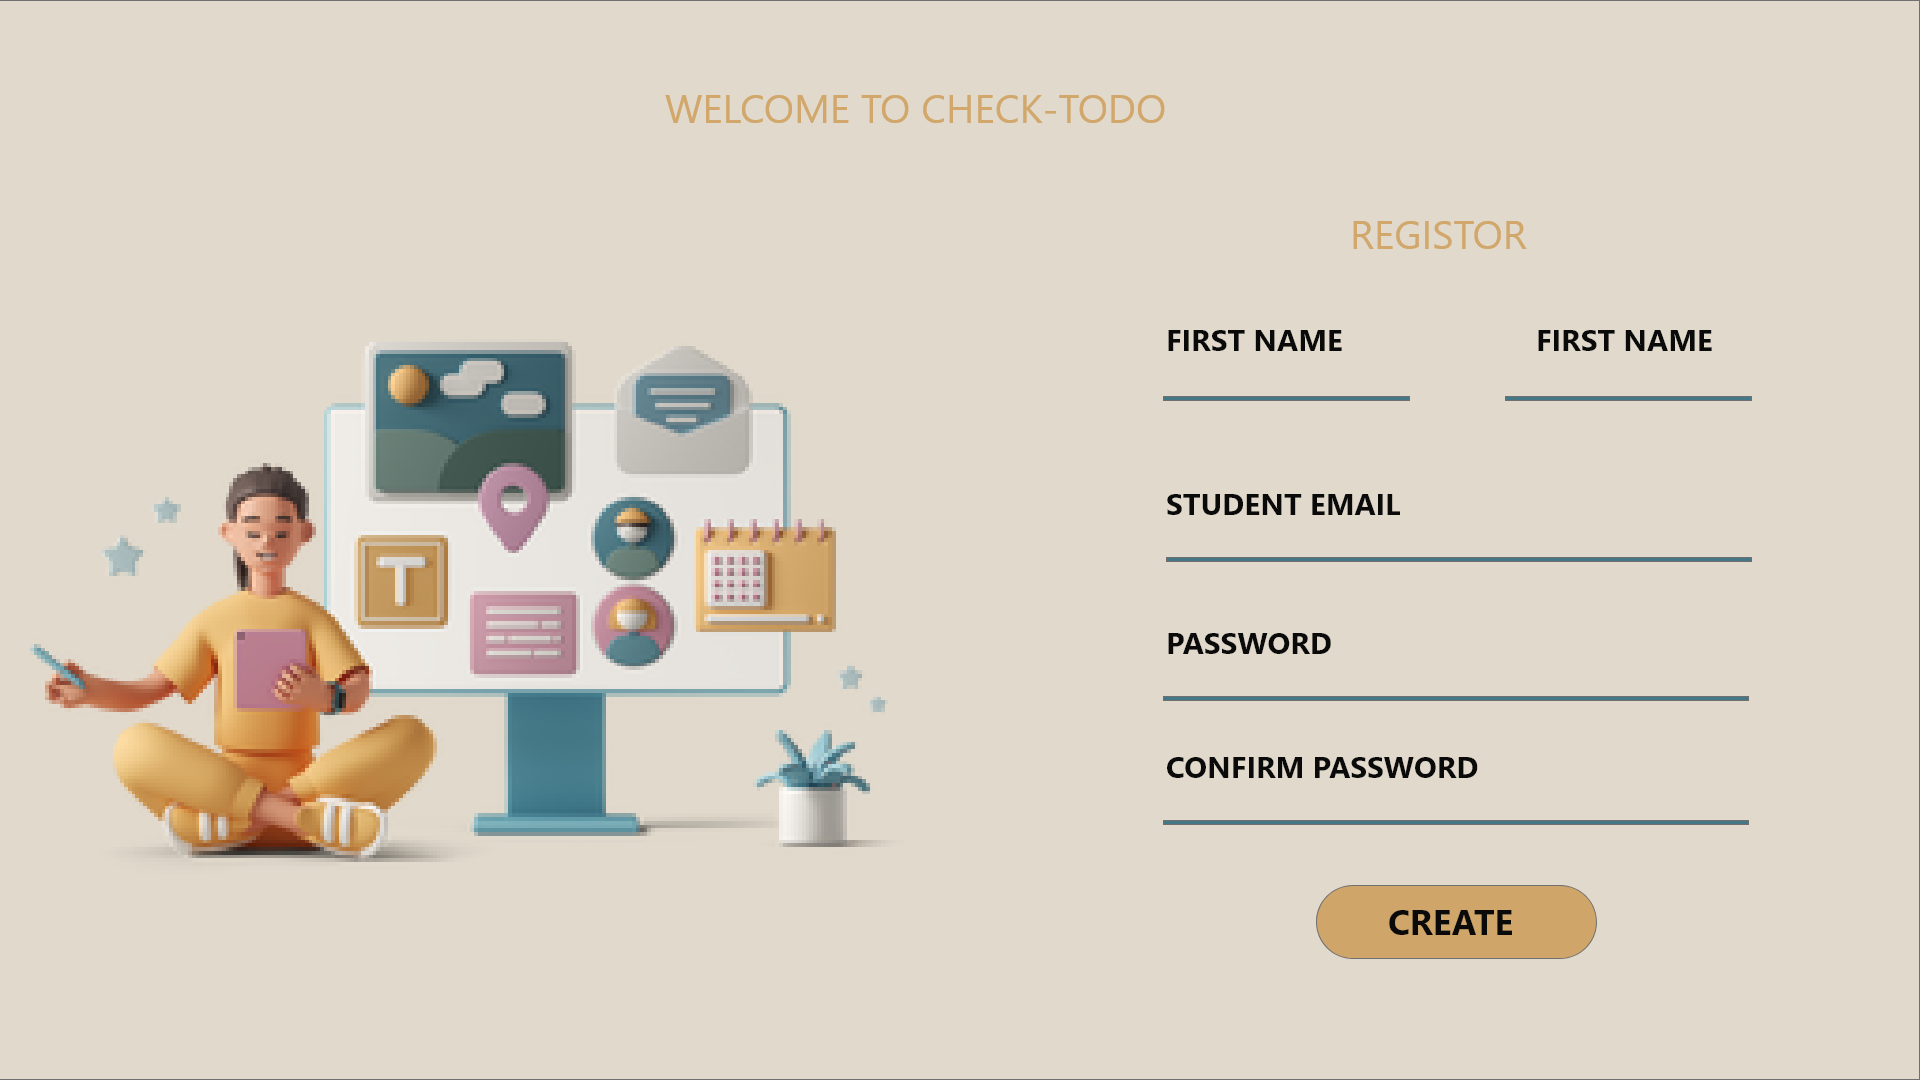 WELCOME TO CHECK-TODO
REGISTOR
FIRST NAME FIRST NAME
STUDENT EMAIL
PASSWORD
CONFIRM PASSWORD
CREATE
T